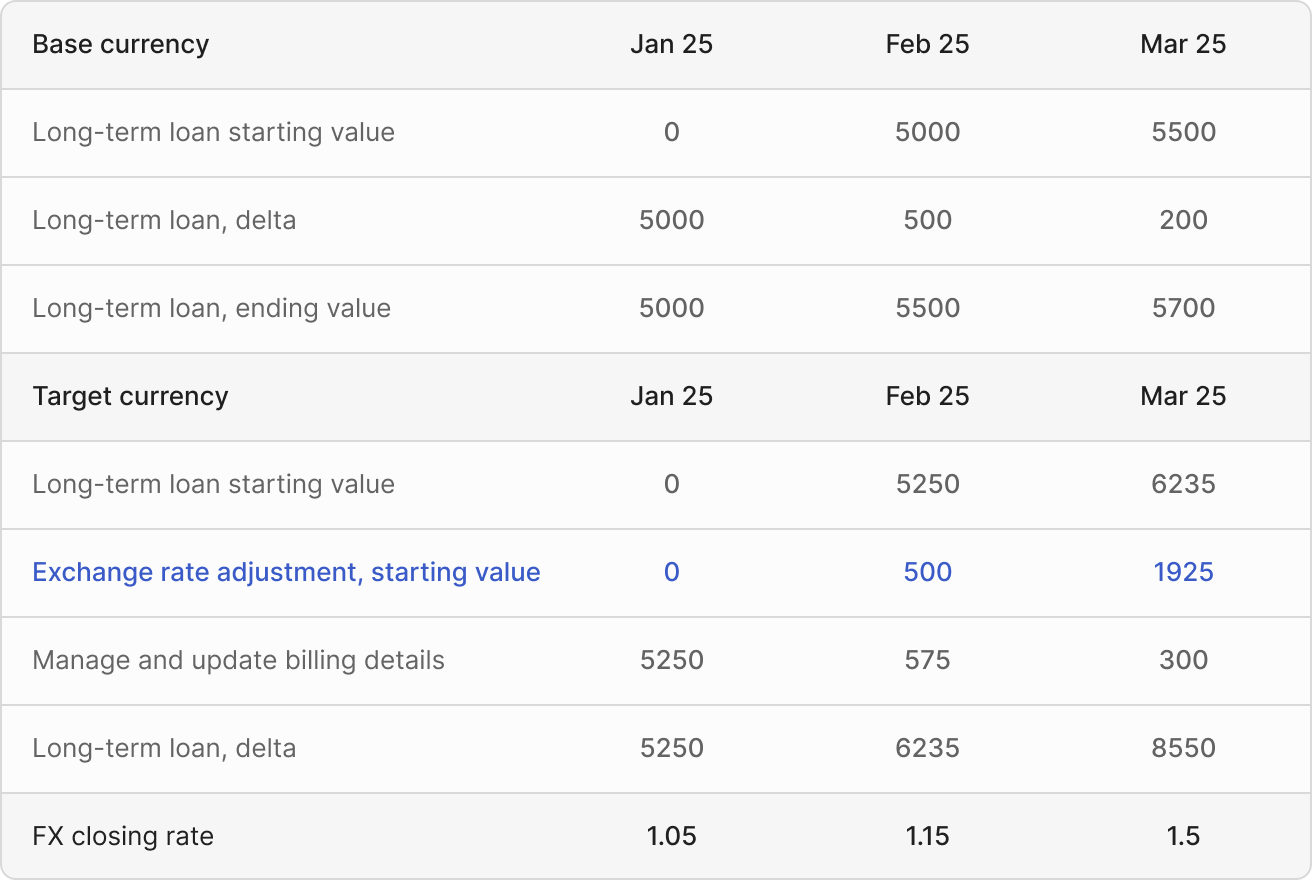 Base currency Jan 25 Feb 25 Mar 25
Long-term loan starting value 0 5000 5500
Long-term loan, delta 5000 500 200
Long-term loan, ending value 5000 5500 5700
Target currency Jan 25 Feb 25 Mar 25
Long-term loan starting value 0 5250 6235
Exchange rate adjustment, starting value 0 500 1925
Manage and update billing details 5250 575 300
Long-term loan, delta 5250 6235 8550
FX closing rate 1.05 1.15 1.5